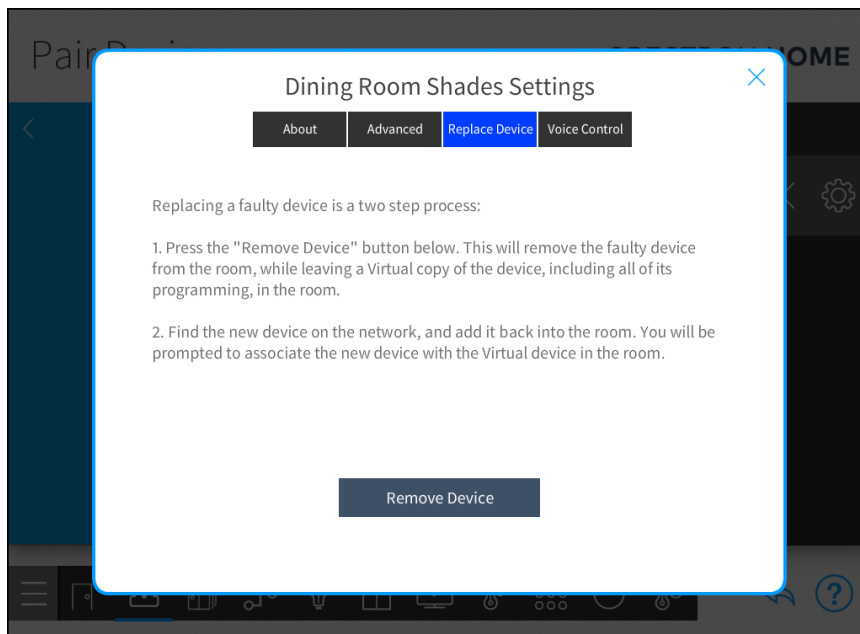 Pair
HOME
Dining Room Shades Settings
About Advanced Replace Device Voice Control
Replacing a faulty device is a two step process:
1. Press the "Remove Device" button below. This will remove the faulty device
from the room, while leaving a Virtual copy of the device, including all of its
programming, in the room.
2. Find the new device on the network, and add it back into the room. You will be
prompted to associate the new device with the Virtual device in the room.
Remove Device
?